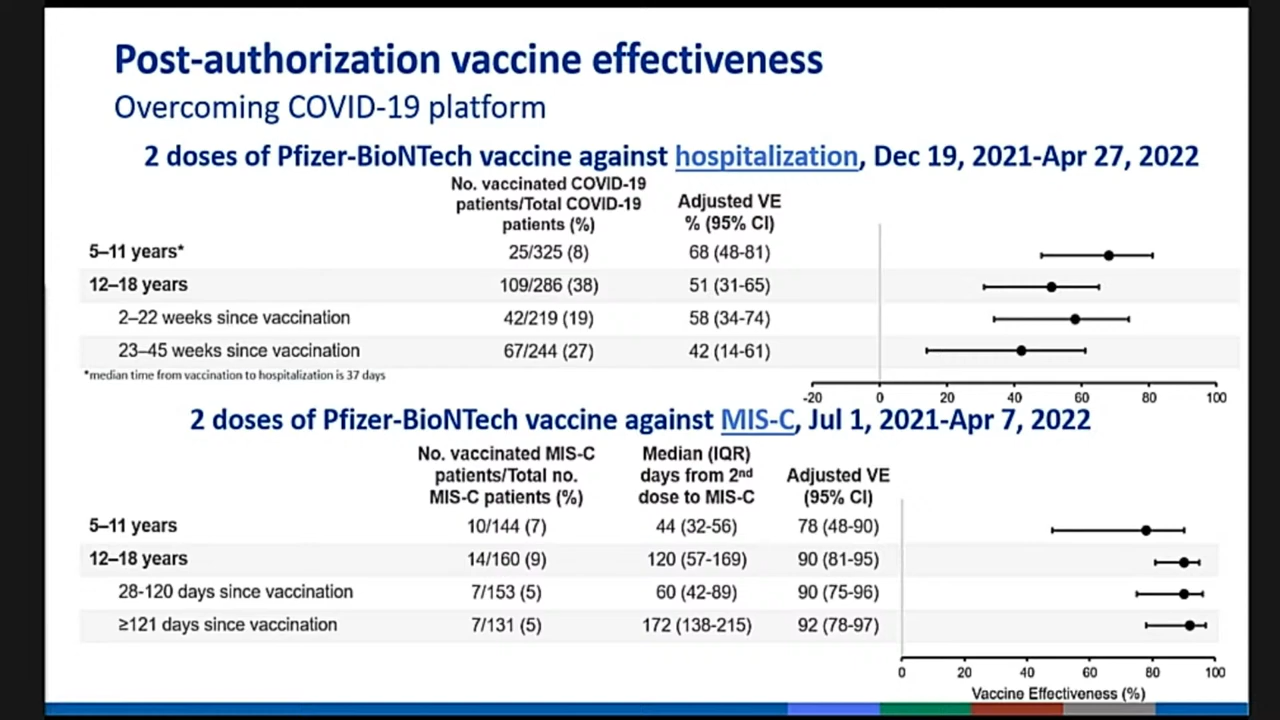 Post-authorization vaccine effectiveness
Overcoming COVID-19 platform
2 doses of Pfizer-BioNTech vaccine against hospitalization, Dec 19, 2021-Apr 27, 2022
No. vaccinated COVID-19 patients/Total COVID-19 patients (%)
Adjusted VE % (95% CI)
5–11 years* 25/325 (8) 68 (48-81)
12–18 years 109/286 (38) 51 (31-65)
2–22 weeks since vaccination 42/219 (19) 58 (34-74)
23–45 weeks since vaccination 67/244 (27) 42 (14-61)
*median time from vaccination to hospitalization is 37 days
-20 0 20 40 60 80 100
2 doses of Pfizer-BioNTech vaccine against MIS-C, Jul 1, 2021-Apr 7, 2022
No. vaccinated MIS-C patients/Total no. MIS-C patients (%)
Median (IQR) days from 2nd dose to MIS-C
Adjusted VE (95% CI)
5–11 years 10/144 (7) 44 (32-56) 78 (48-90)
12–18 years 14/160 (9) 120 (57-169) 90 (81-95)
28-120 days since vaccination 7/153 (5) 60 (42-89) 90 (75-96)
≥121 days since vaccination 7/131 (5) 172 (138-215) 92 (78-97)
0 20 40 60 80 100
Vaccine Effectiveness (%)